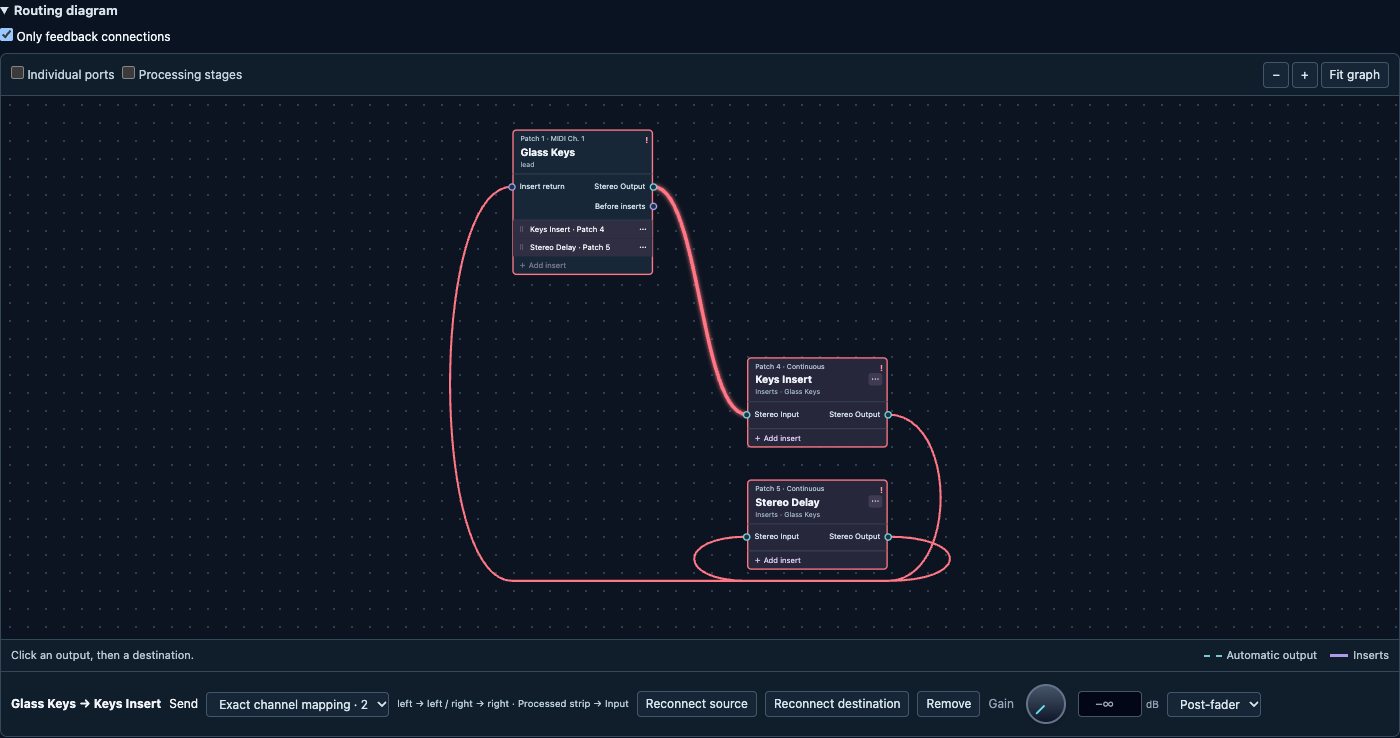 ▼ Routing diagram
Only feedback connections
Individual ports Processing stages − + Fit graph
Patch 1 · MIDI Ch. 1 !
Glass Keys
lead
Insert return Stereo Output
Before inserts
Keys Insert · Patch 4 ···
Stereo Delay · Patch 5 ···
+ Add insert
Patch 4 · Continuous !
Keys Insert ···
Inserts · Glass Keys
Stereo Input Stereo Output
+ Add insert
Patch 5 · Continuous !
Stereo Delay ···
Inserts · Glass Keys
Stereo Input Stereo Output
+ Add insert
Click an output, then a destination. Automatic output Inserts
Glass Keys → Keys Insert Send Exact channel mapping · 2 left → left / right → right · Processed strip → Input Reconnect source Reconnect destination Remove Gain −∞ dB Post-fader